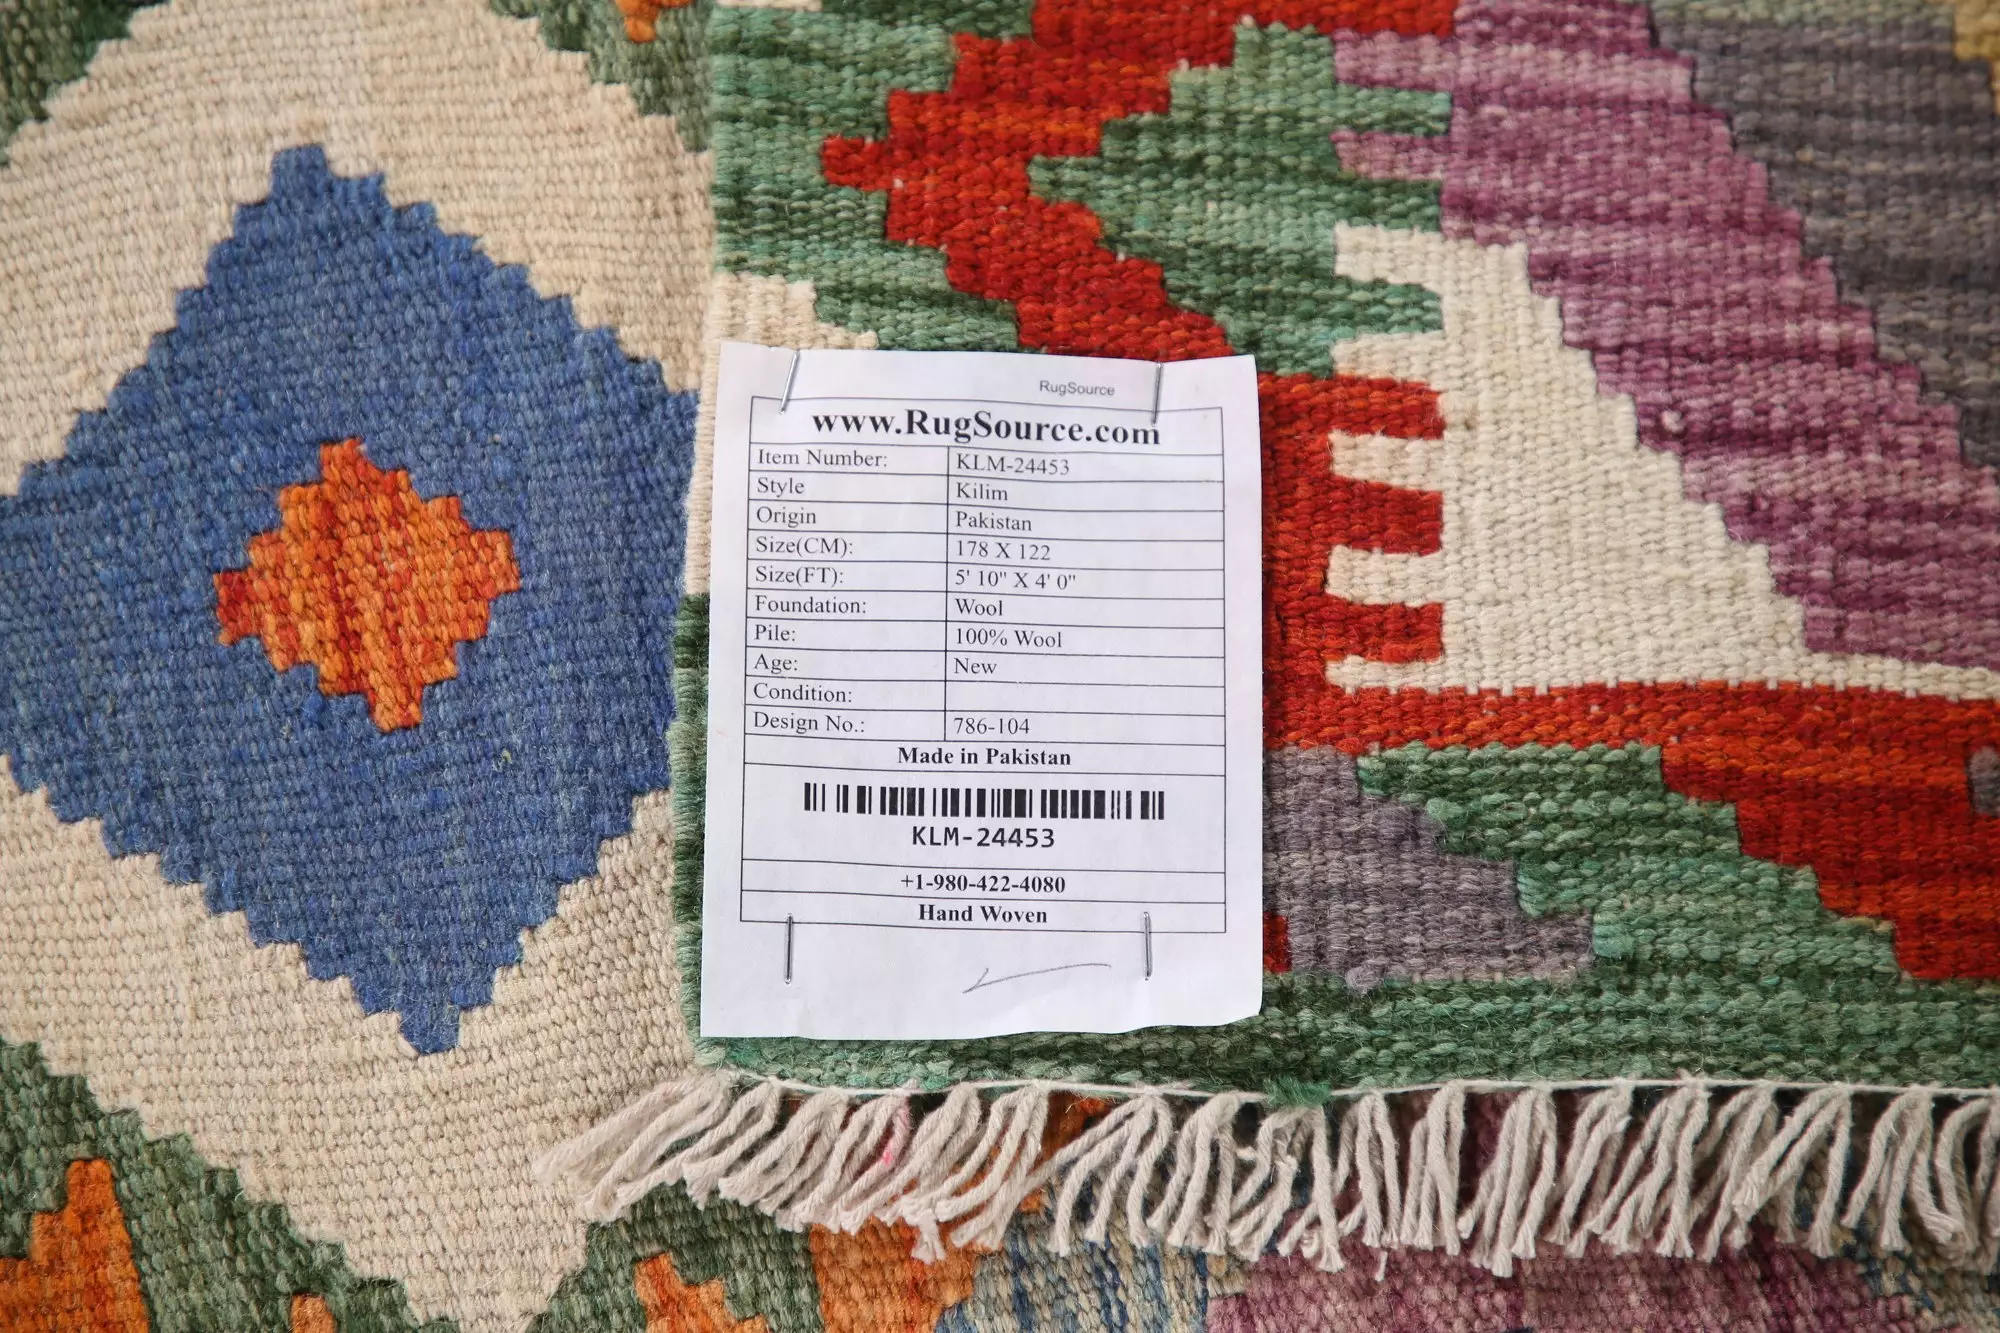 RugSource
www.RugSource.com
Item Number: KLM-24453
Style Kilim
Origin Pakistan
Size(CM): 178 X 122
Size(FT): 5' 10" X 4' 0"
Foundation: Wool
Pile: 100% Wool
Age: New
Condition:
Design No.: 786-104
Made in Pakistan
KLM-24453
+1-980-422-4080
Hand Woven